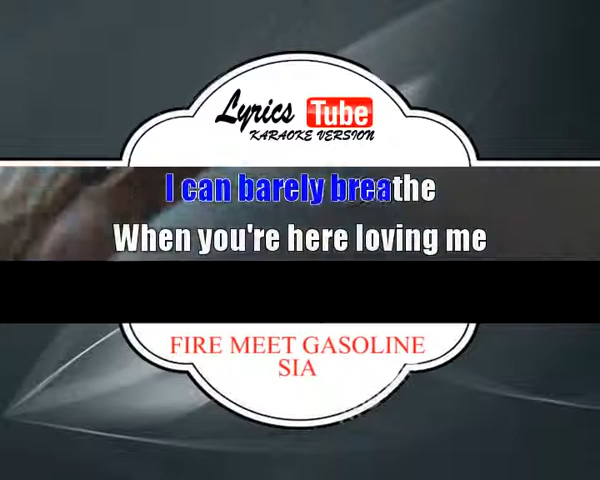 Lyrics Tube
KARAOKE VERSION
I can barely breathe
When you're here loving me
FIRE MEET GASOLINE
SIA